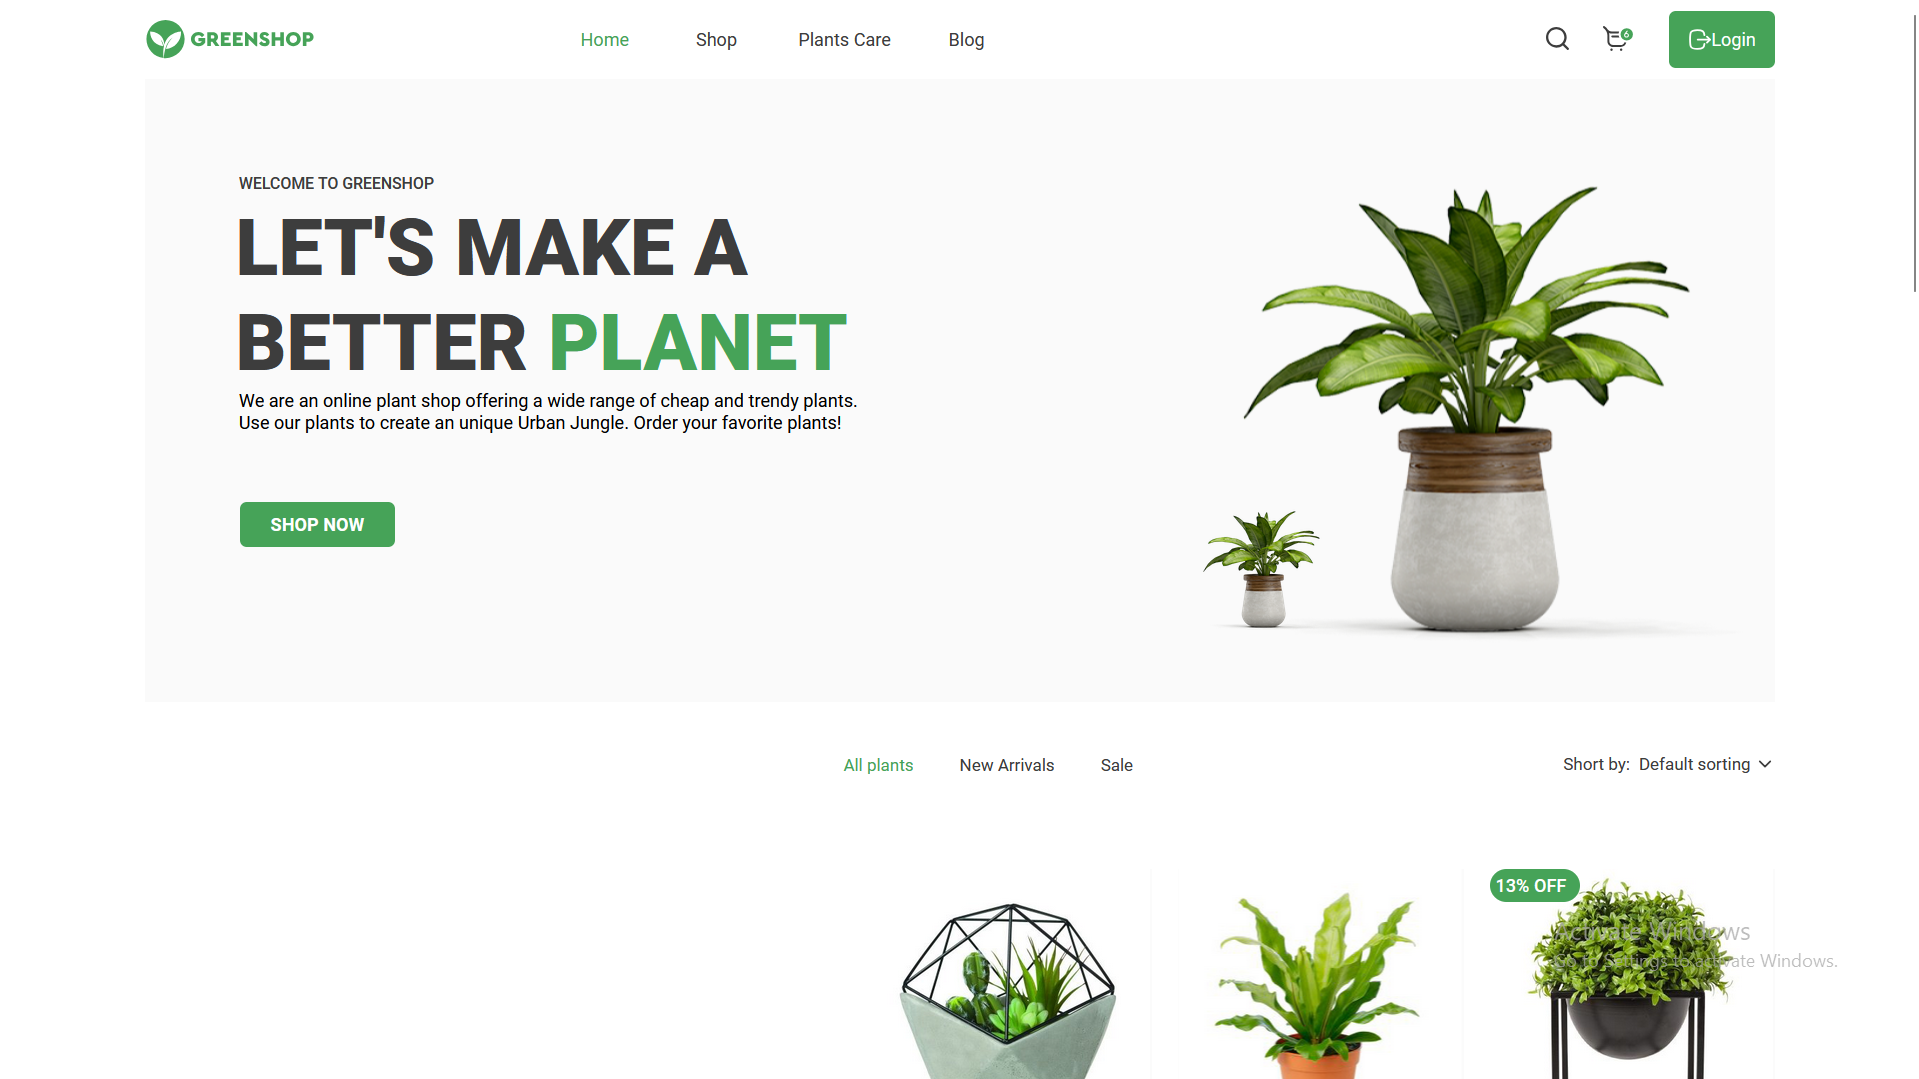 GREENSHOP
Home Shop Plants Care Blog
6
Login
WELCOME TO GREENSHOP
LET'S MAKE A
BETTER PLANET
We are an online plant shop offering a wide range of cheap and trendy plants.
Use our plants to create an unique Urban Jungle. Order your favorite plants!
SHOP NOW
All plants New Arrivals Sale
Short by: Default sorting
13% OFF
Activate Windows
Go to Settings to activate Windows.